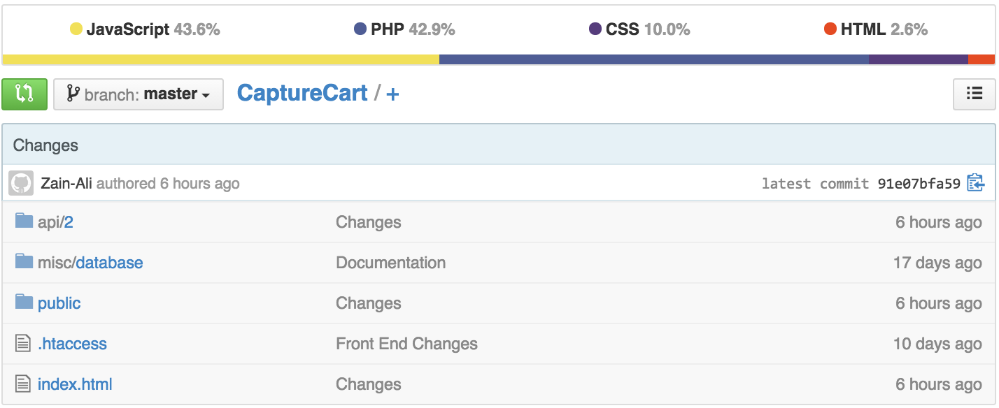 JavaScript 43.6% PHP 42.9% CSS 10.0% HTML 2.6%
branch: master CaptureCart / +
Changes
Zain-Ali authored 6 hours ago latest commit 91e07bfa59
api/2 Changes 6 hours ago
misc/database Documentation 17 days ago
public Changes 6 hours ago
.htaccess Front End Changes 10 days ago
index.html Changes 6 hours ago